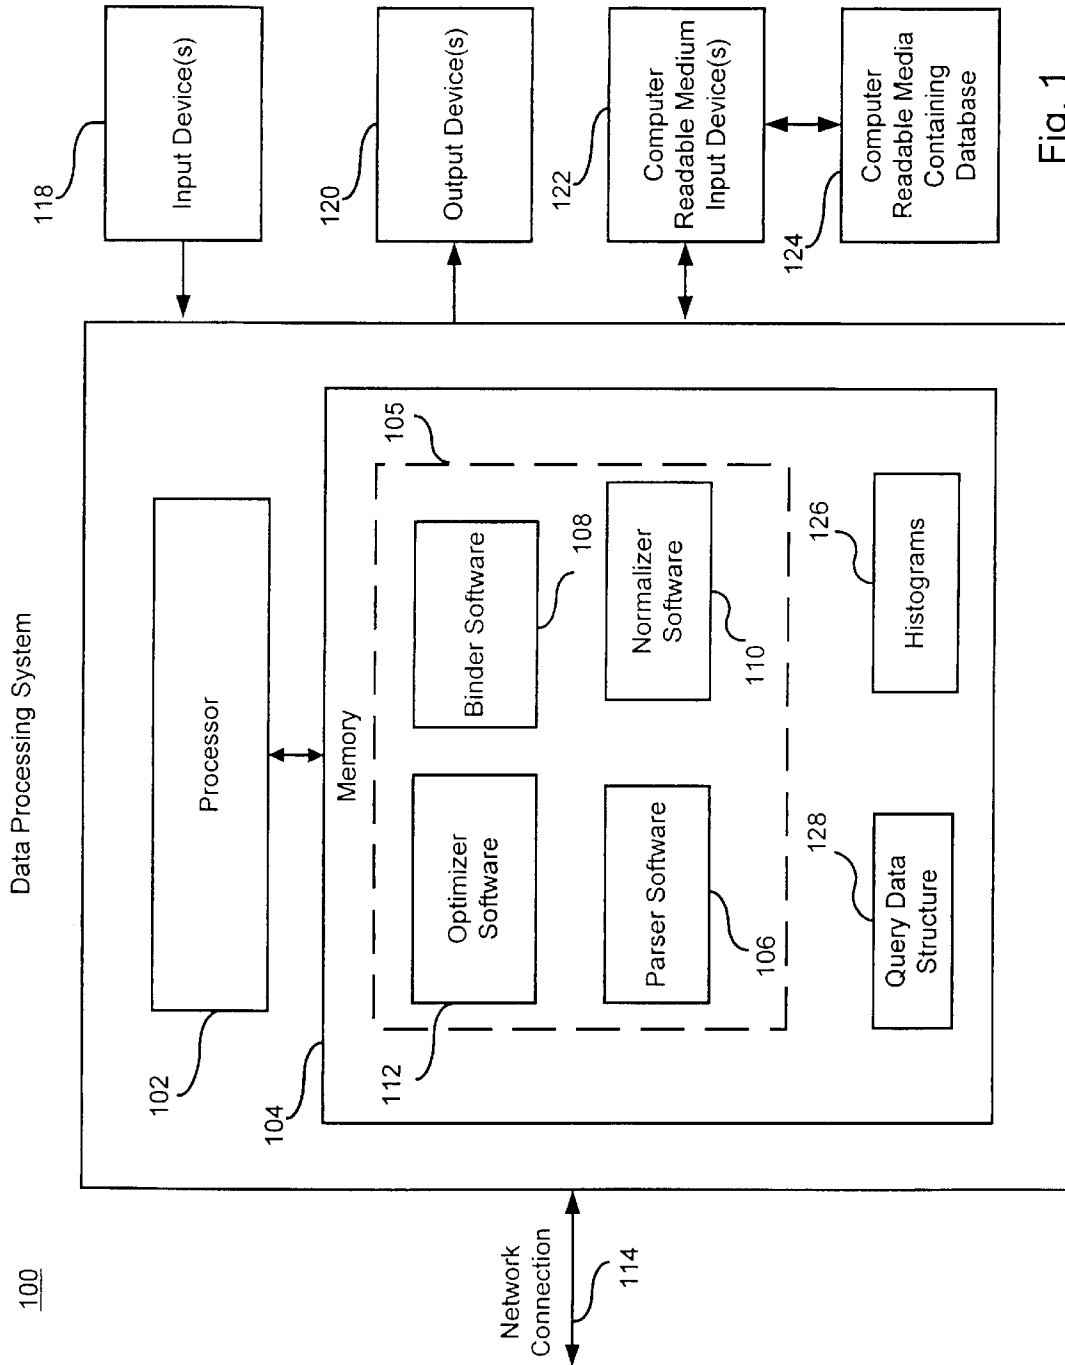 100
Data Processing System
Network
Connection
114
102
Processor
104
Memory
105
112
Optimizer
Software
Binder Software
108
Parser Software
106
Normalizer
Software
110
128
Query Data
Structure
126
Histograms
118
Input Device(s)
120
Output Device(s)
122
Computer
Readable Medium
Input Device(s)
124
Computer
Readable Media
Containing
Database
Fig. 1